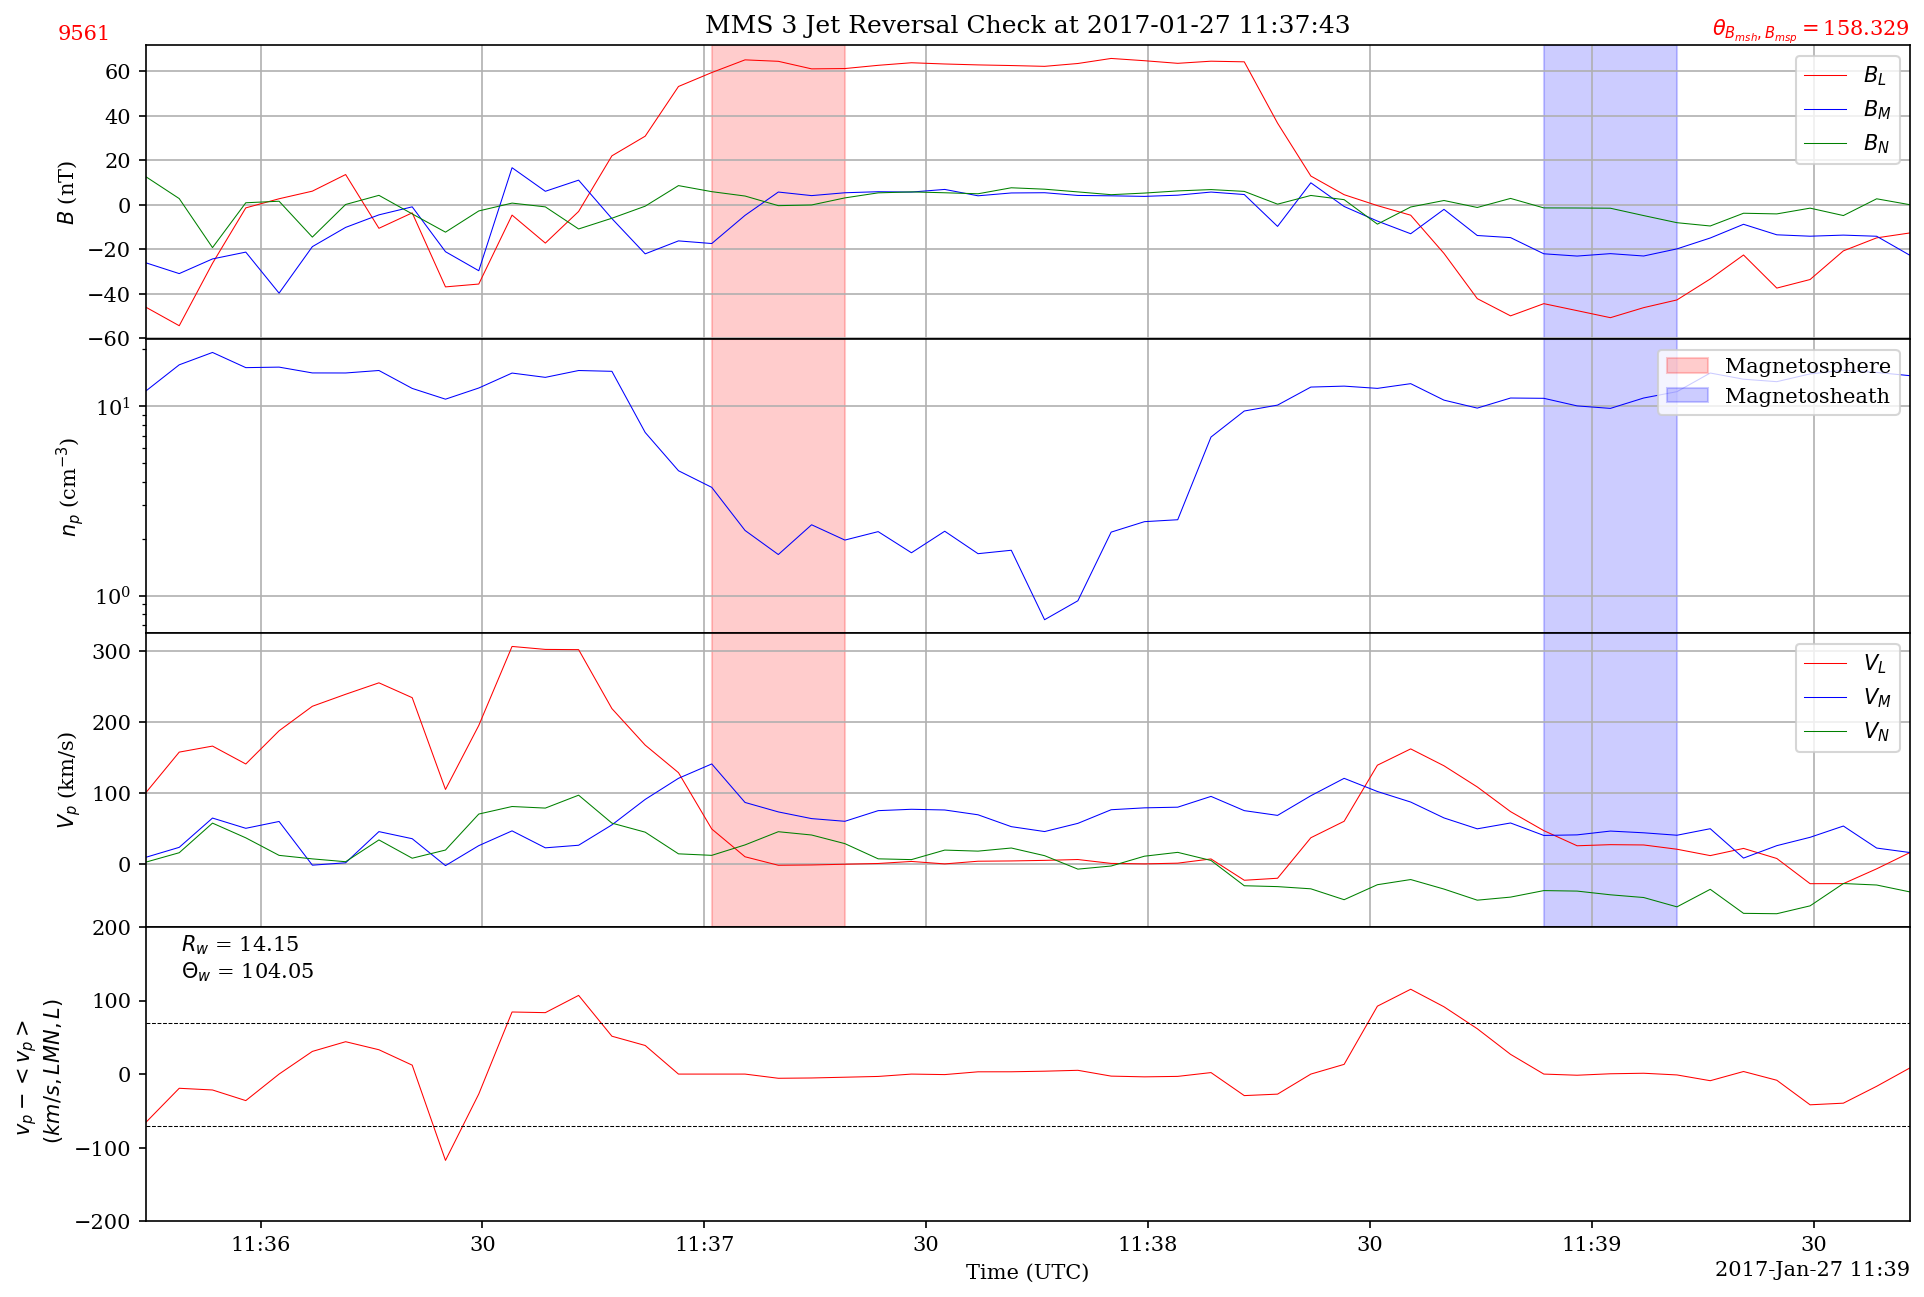 9561
MMS 3 Jet Reversal Check at 2017-01-27 11:37:43
θ_{B_{msh}, B_{msp}} = 158.329
B (nT)
60
40
20
0
−20
−40
−60
B_L
B_M
B_N
n_p (cm^{−3})
10^1
10^0
Magnetosphere
Magnetosheath
V_p (km/s)
300
200
100
0
V_L
V_M
V_N
v_p − < v_p >
(km/s, LMN, L)
200
100
0
−100
−200
R_w = 14.15
Θ_w = 104.05
11:36
30
11:37
30
11:38
30
11:39
30
Time (UTC)
2017-Jan-27 11:39